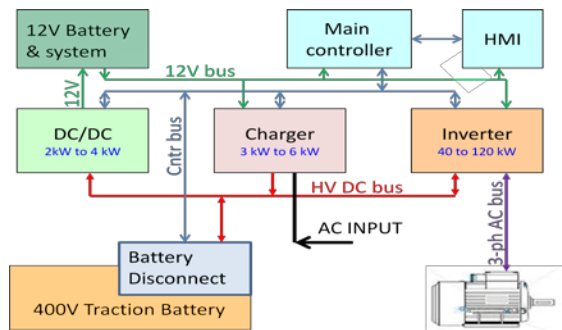 12V Battery
& system
Main
controller
HMI
12V bus
12V
DC/DC
2kW to 4 kW
Cntr bus
Charger
3 kW to 6 kW
Inverter
40 to 120 kW
HV DC bus
AC INPUT
3-ph AC bus
Battery
Disconnect
400V Traction Battery